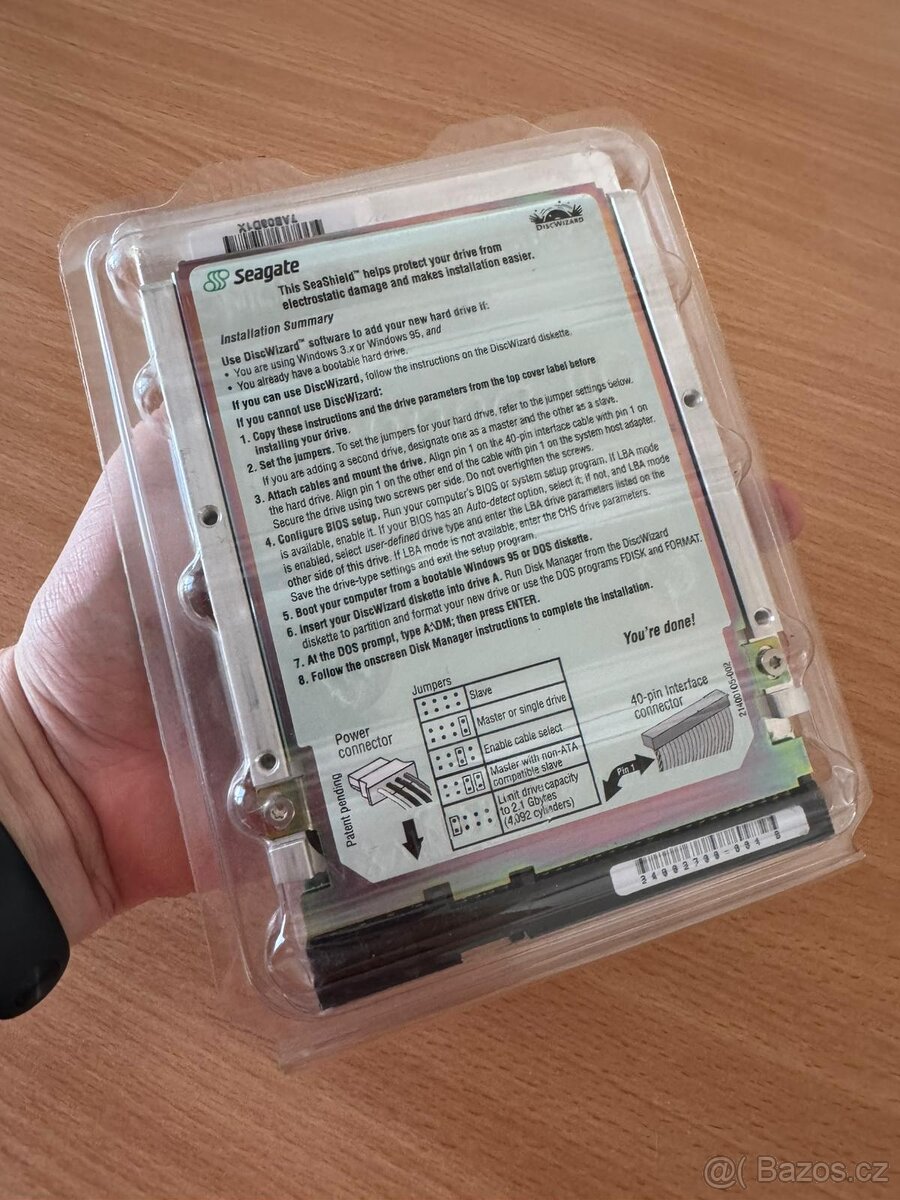 7AB08D1X
DISCWIZARD
Seagate
This SeaShield™ helps protect your drive from
electrostatic damage and makes installation easier.
Installation Summary
Use DiscWizard™ software to add your new hard drive if:
• You are using Windows 3.x or Windows 95, and
• You already have a bootable hard drive.
If you can use DiscWizard, follow the instructions on the DiscWizard diskette.
If you cannot use DiscWizard:
1. Copy these instructions and the drive parameters from the top cover label before
installing your drive.
2. Set the jumpers. To set the jumpers for your hard drive, refer to the jumper settings below.
If you are adding a second drive, designate one as a master and the other as a slave.
3. Attach cables and mount the drive. Align pin 1 on the 40-pin interface cable with pin 1 on
the hard drive. Align pin 1 on the other end of the cable with pin 1 on the system host adapter.
Secure the drive using two screws per side. Do not overtighten the screws.
4. Configure BIOS setup. Run your computer's BIOS or system setup program. If LBA mode
is available, enable it. If your BIOS has an Auto-detect option, select it; if not, and LBA mode
is enabled, select user-defined drive type and enter the LBA drive parameters listed on the
other side of this drive. If LBA mode is not available, enter the CHS drive parameters.
Save the drive-type settings and exit the setup program.
5. Boot your computer from a bootable Windows 95 or DOS diskette.
6. Insert your DiscWizard diskette into drive A. Run Disk Manager from the DiscWizard
diskette to partition and format your new drive or use the DOS programs FDISK and FORMAT.
7. At the DOS prompt, type A:\DM; then press ENTER.
8. Follow the onscreen Disk Manager instructions to complete the installation.
You're done!
Jumpers
Slave
Master or single drive
Enable cable select
Master with non-ATA
compatible slave
Limit drive capacity
to 2.1 Gbytes
(4,092 cylinders)
Power
connector
Patent pending
40-pin Interface
connector
Pin 1
21400105-002
24002700-004 B
@( Bazos.cz